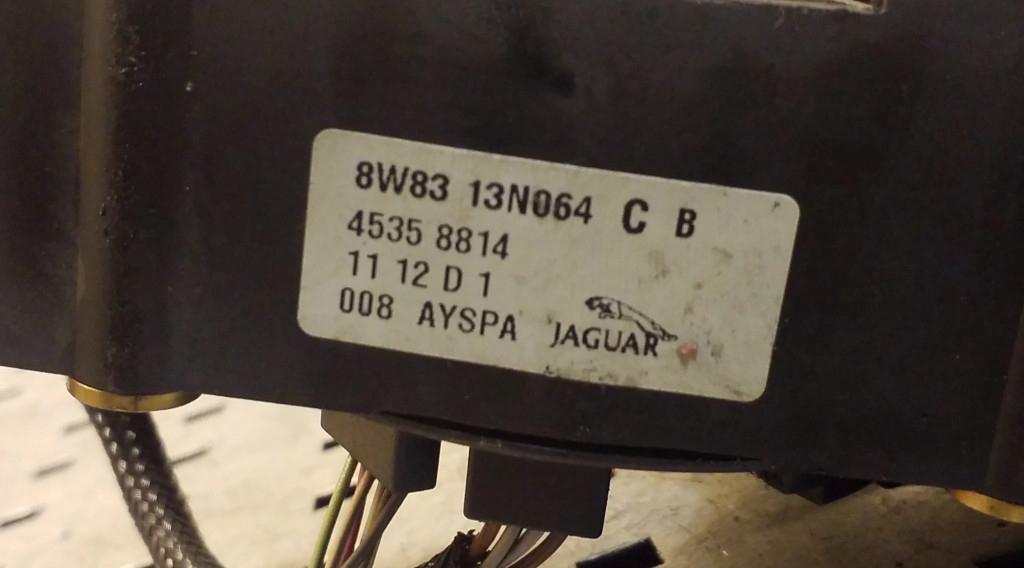 8W83 13N064 C B
4535 8814
11 12 D 1
008 AYSPA JAGUAR